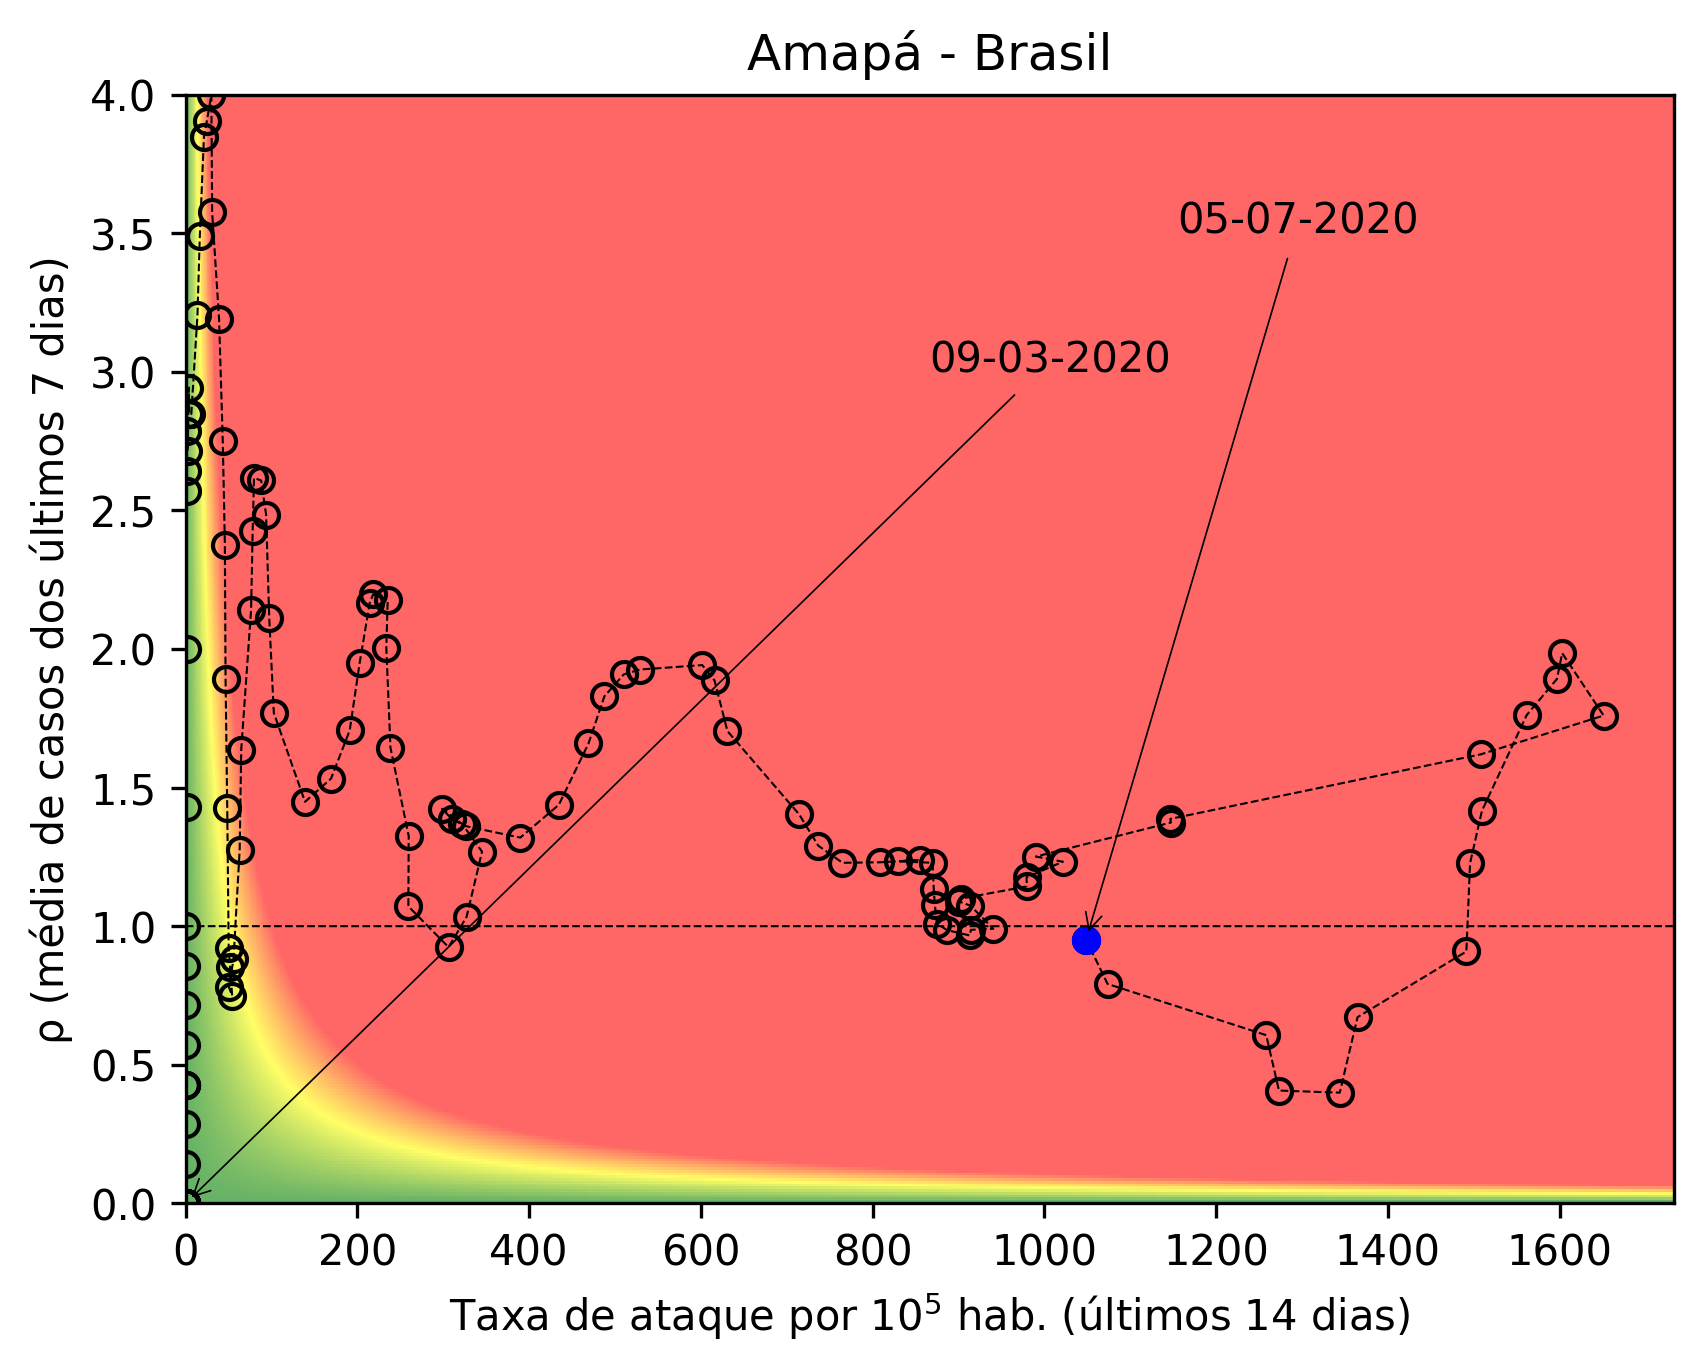 Amapá - Brasil
4.0
3.5
3.0
2.5
2.0
1.5
1.0
0.5
0.0
ρ (média de casos dos últimos 7 dias)
05-07-2020
09-03-2020
0 200 400 600 800 1000 1200 1400 1600
Taxa de ataque por 10⁵ hab. (últimos 14 dias)